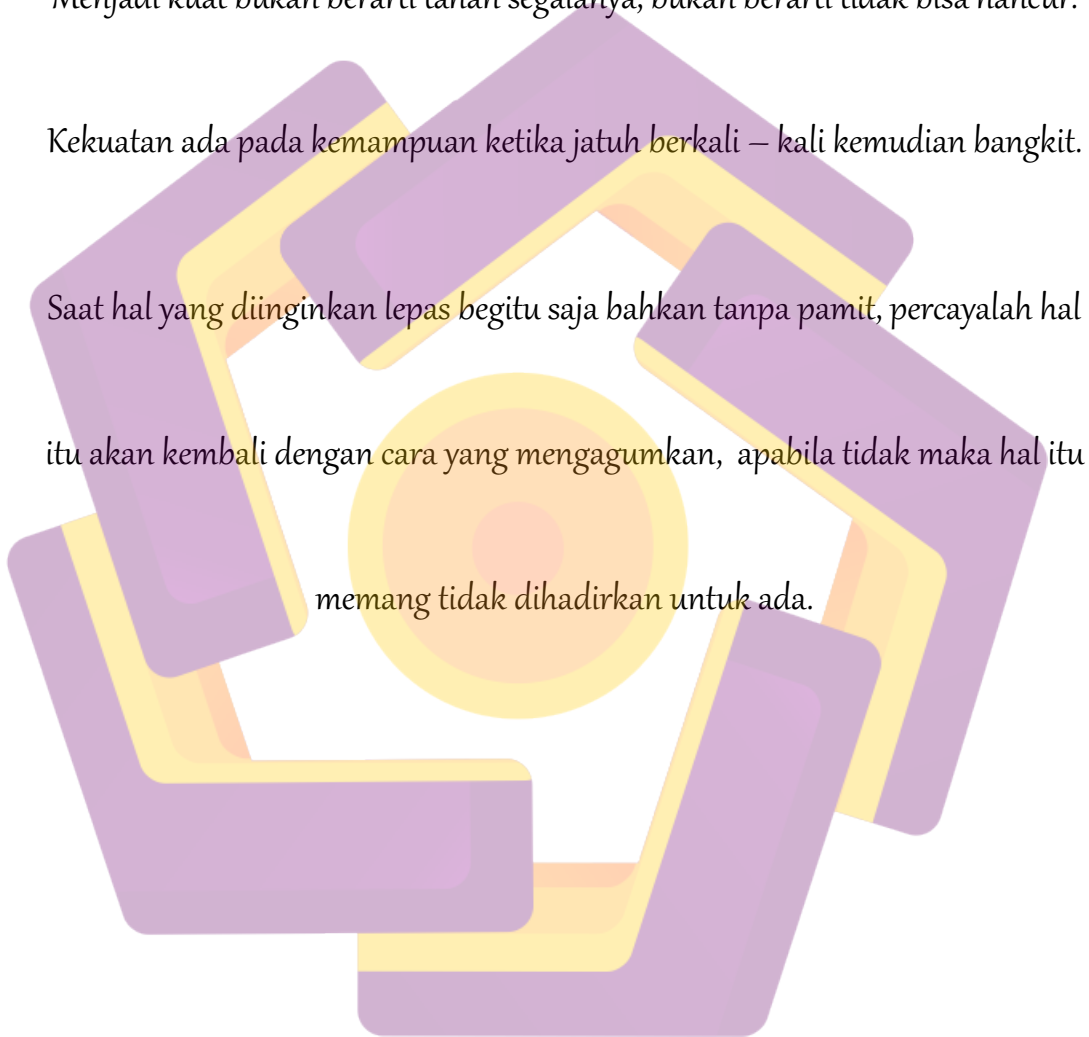 Menjadi kuat bukan berarti tahan segalanya, bukan berarti tidak bisa hancur.
Kekuatan ada pada kemampuan ketika jatuh berkali – kali kemudian bangkit.
Saat hal yang diinginkan lepas begitu saja bahkan tanpa pamit, percayalah hal
itu akan kembali dengan cara yang mengagumkan, apabila tidak maka hal itu
memang tidak dihadirkan untuk ada.